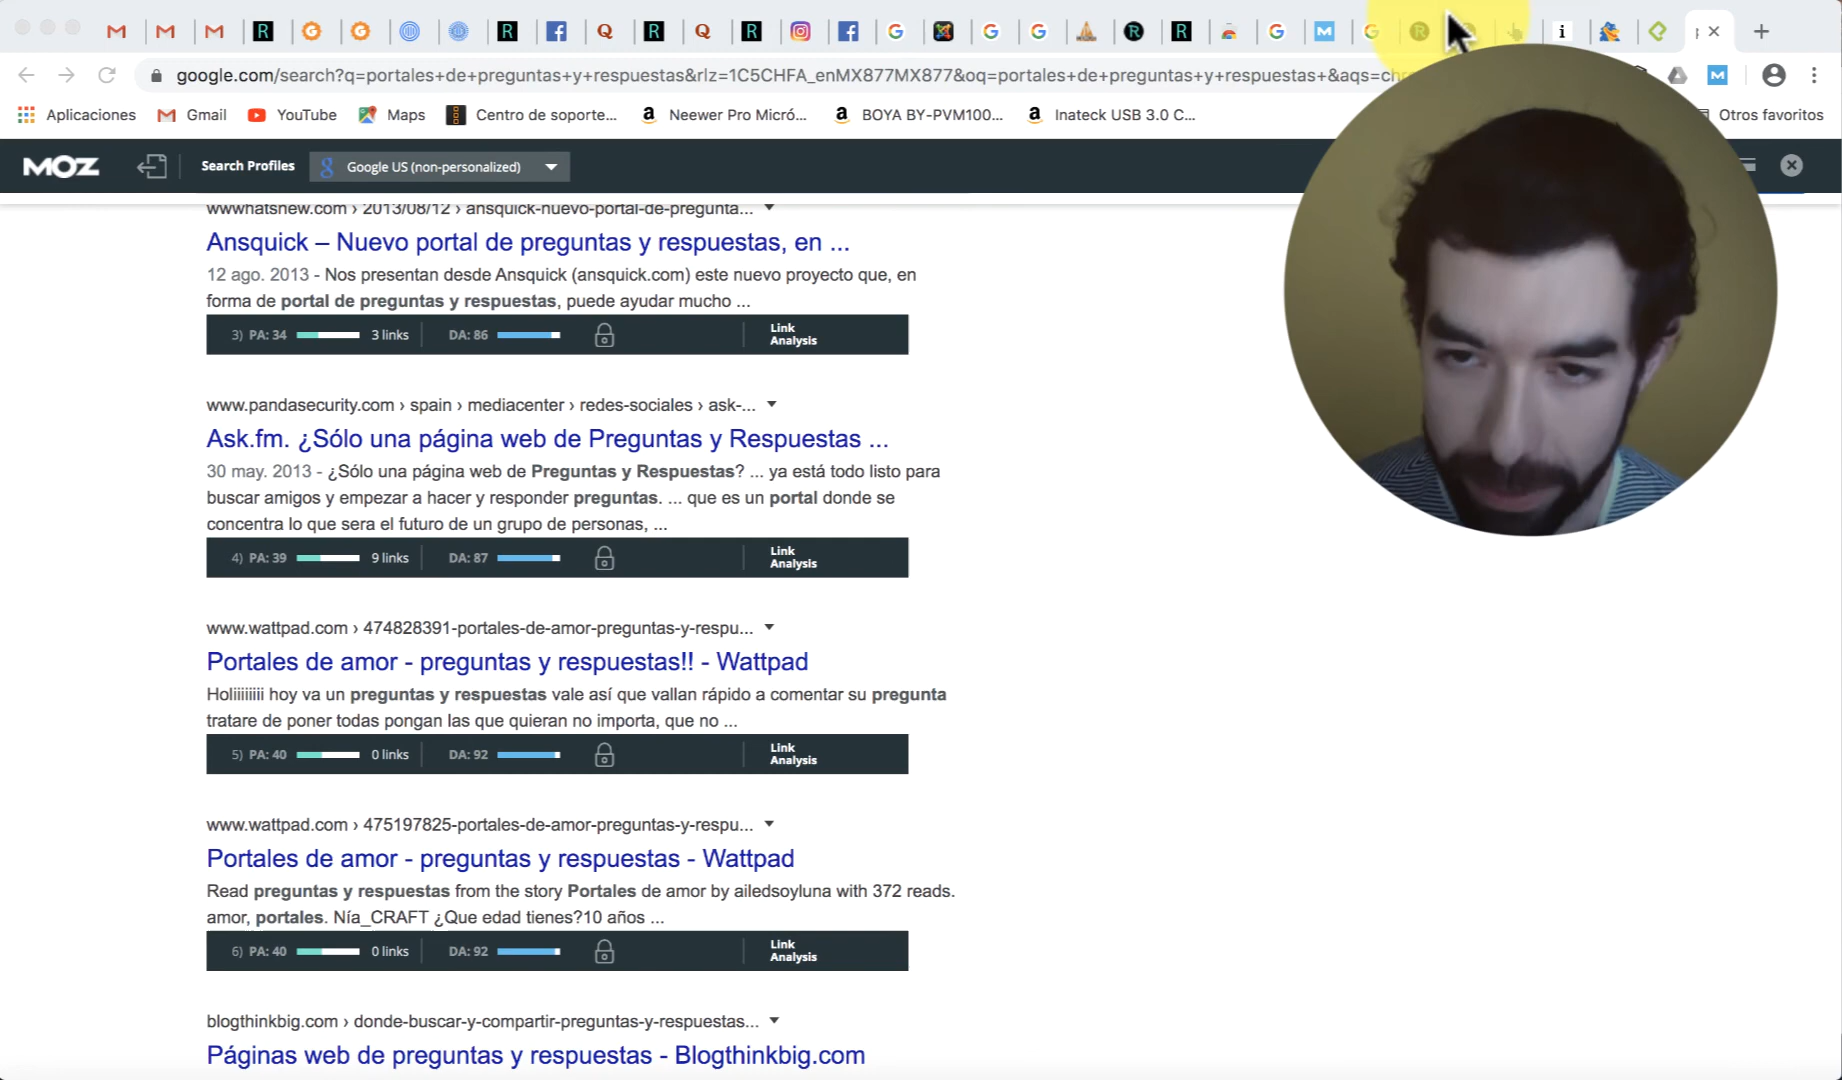 google.com/search?q=portales+de+preguntas+y+respuestas&rlz=1C5CHFA_enMX877MX877&oq=portales+de+preguntas+y+respuestas+&aqs=chr
Aplicaciones Gmail YouTube Maps Centro de soporte... Neewer Pro Micró... BOYA BY-PVM100... Inateck USB 3.0 C... Otros favoritos
MOZ Search Profiles Google US (non-personalized)
wwwhatsnew.com › 2013/08/12 › ansquick-nuevo-portal-de-pregunta...
Ansquick – Nuevo portal de preguntas y respuestas, en ...
12 ago. 2013 - Nos presentan desde Ansquick (ansquick.com) este nuevo proyecto que, en
forma de portal de preguntas y respuestas, puede ayudar mucho ...
3) PA: 34 3 links DA: 86 Link
Analysis
www.pandasecurity.com › spain › mediacenter › redes-sociales › ask-...
Ask.fm. ¿Sólo una página web de Preguntas y Respuestas ...
30 may. 2013 - ¿Sólo una página web de Preguntas y Respuestas? ... ya está todo listo para
buscar amigos y empezar a hacer y responder preguntas. ... que es un portal donde se
concentra lo que sera el futuro de un grupo de personas, ...
4) PA: 39 9 links DA: 87 Link
Analysis
www.wattpad.com › 474828391-portales-de-amor-preguntas-y-respu...
Portales de amor - preguntas y respuestas!! - Wattpad
Holiiiiiiii hoy va un preguntas y respuestas vale así que vallan rápido a comentar su pregunta
tratare de poner todas pongan las que quieran no importa, que no ...
5) PA: 40 0 links DA: 92 Link
Analysis
www.wattpad.com › 475197825-portales-de-amor-preguntas-y-respu...
Portales de amor - preguntas y respuestas - Wattpad
Read preguntas y respuestas from the story Portales de amor by ailedsoyluna with 372 reads.
amor, portales. Nía_CRAFT ¿Que edad tienes?10 años ...
6) PA: 40 0 links DA: 92 Link
Analysis
blogthinkbig.com › donde-buscar-y-compartir-preguntas-y-respuestas...
Páginas web de preguntas y respuestas - Blogthinkbig.com